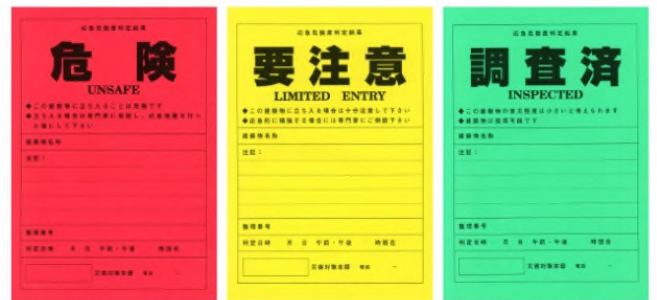 応急危険度判定結果
危険
UNSAFE
◆この建築物に立ち入ることは危険です
◆立ち入る場合は専門家に相談し、応急措置を行った後にして下さい
建築物名称
注記：
整理番号
判定日時 月 日 午前・午後 時現在
災害対策本部 電話 －
応急危険度判定結果
要注意
LIMITED ENTRY
◆この建築物に立ち入る場合は十分注意して下さい
◆応急的に補強する場合には専門家にご相談下さい
建築物名称
注記：
整理番号
判定日時 月 日 午前・午後 時現在
災害対策本部 電話 －
応急危険度判定結果
調査済
INSPECTED
◆この建築物の被災程度は小さいと考えられます
◆建築物は使用可能です
建築物名称
注記：
整理番号
判定日時 月 日 午前・午後 時現在
災害対策本部 電話 －